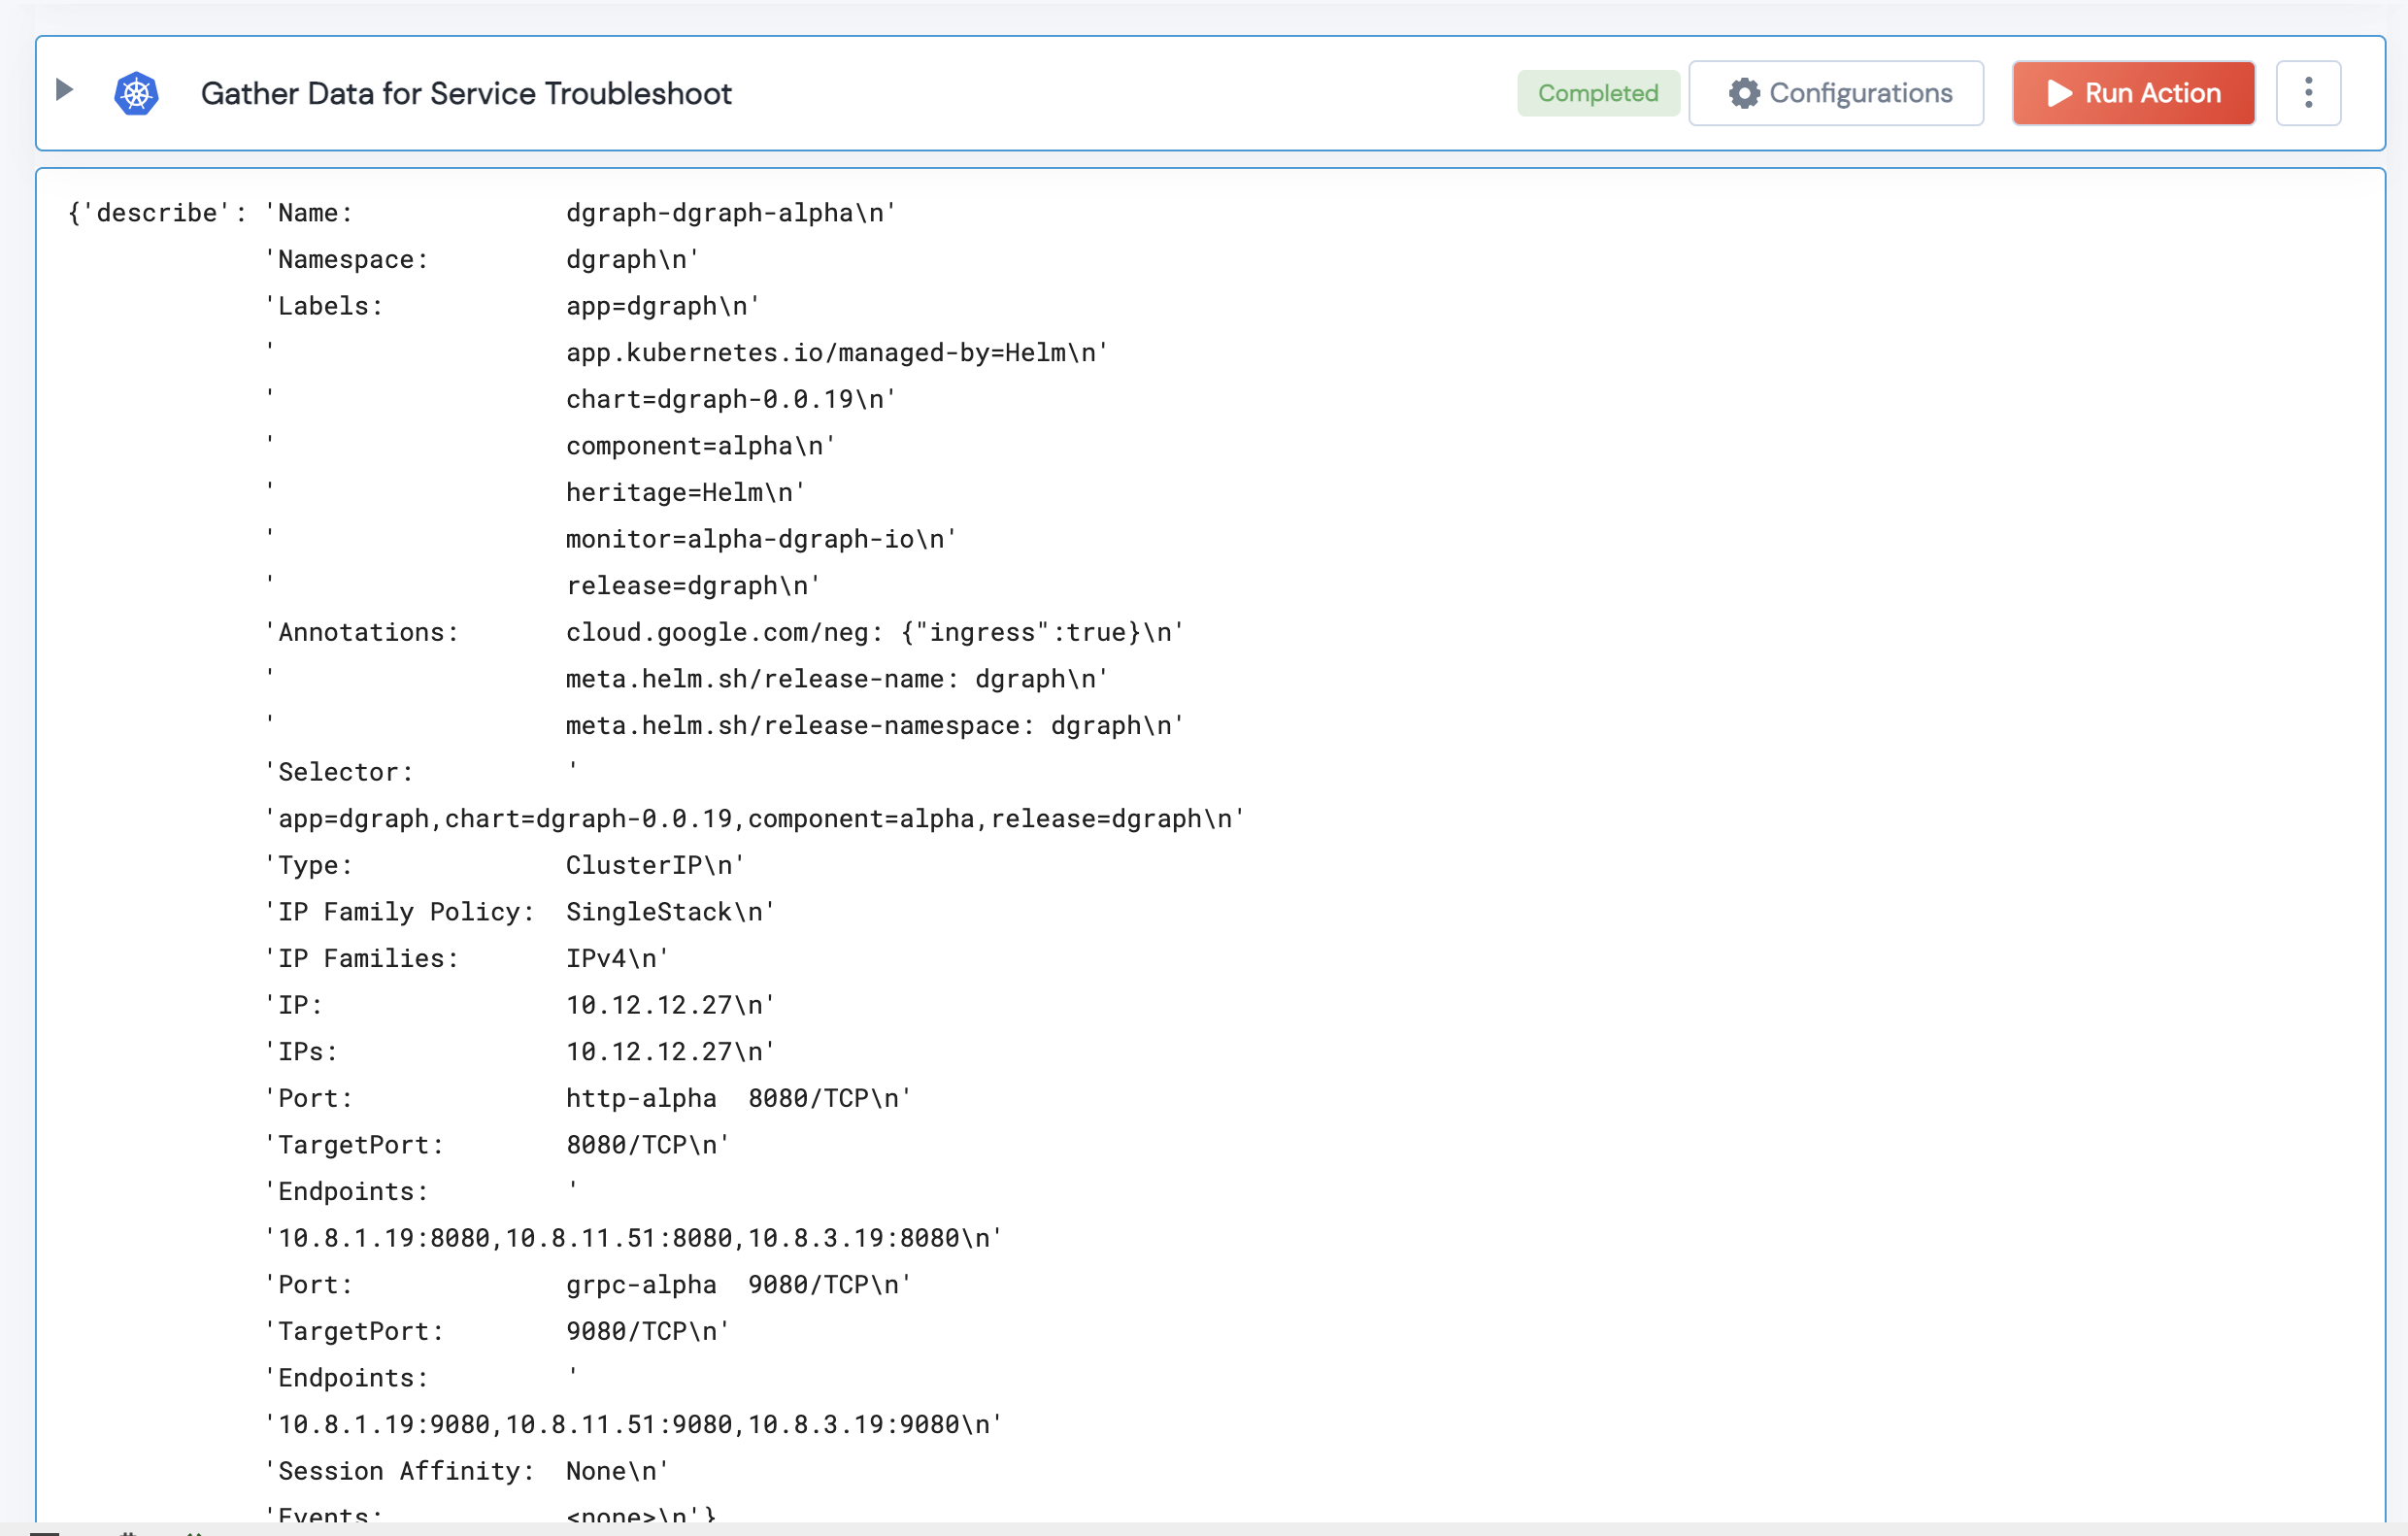 Gather Data for Service Troubleshoot
Completed
Configurations
Run Action
{'describe': 'Name:              dgraph-dgraph-alpha\n'
             'Namespace:         dgraph\n'
             'Labels:            app=dgraph\n'
             '                   app.kubernetes.io/managed-by=Helm\n'
             '                   chart=dgraph-0.0.19\n'
             '                   component=alpha\n'
             '                   heritage=Helm\n'
             '                   monitor=alpha-dgraph-io\n'
             '                   release=dgraph\n'
             'Annotations:       cloud.google.com/neg: {"ingress":true}\n'
             '                   meta.helm.sh/release-name: dgraph\n'
             '                   meta.helm.sh/release-namespace: dgraph\n'
             'Selector:          '
             'app=dgraph,chart=dgraph-0.0.19,component=alpha,release=dgraph\n'
             'Type:              ClusterIP\n'
             'IP Family Policy:  SingleStack\n'
             'IP Families:       IPv4\n'
             'IP:                10.12.12.27\n'
             'IPs:               10.12.12.27\n'
             'Port:              http-alpha  8080/TCP\n'
             'TargetPort:        8080/TCP\n'
             'Endpoints:         '
             '10.8.1.19:8080,10.8.11.51:8080,10.8.3.19:8080\n'
             'Port:              grpc-alpha  9080/TCP\n'
             'TargetPort:        9080/TCP\n'
             'Endpoints:         '
             '10.8.1.19:9080,10.8.11.51:9080,10.8.3.19:9080\n'
             'Session Affinity:  None\n'
             'Events:            <none>\n'}